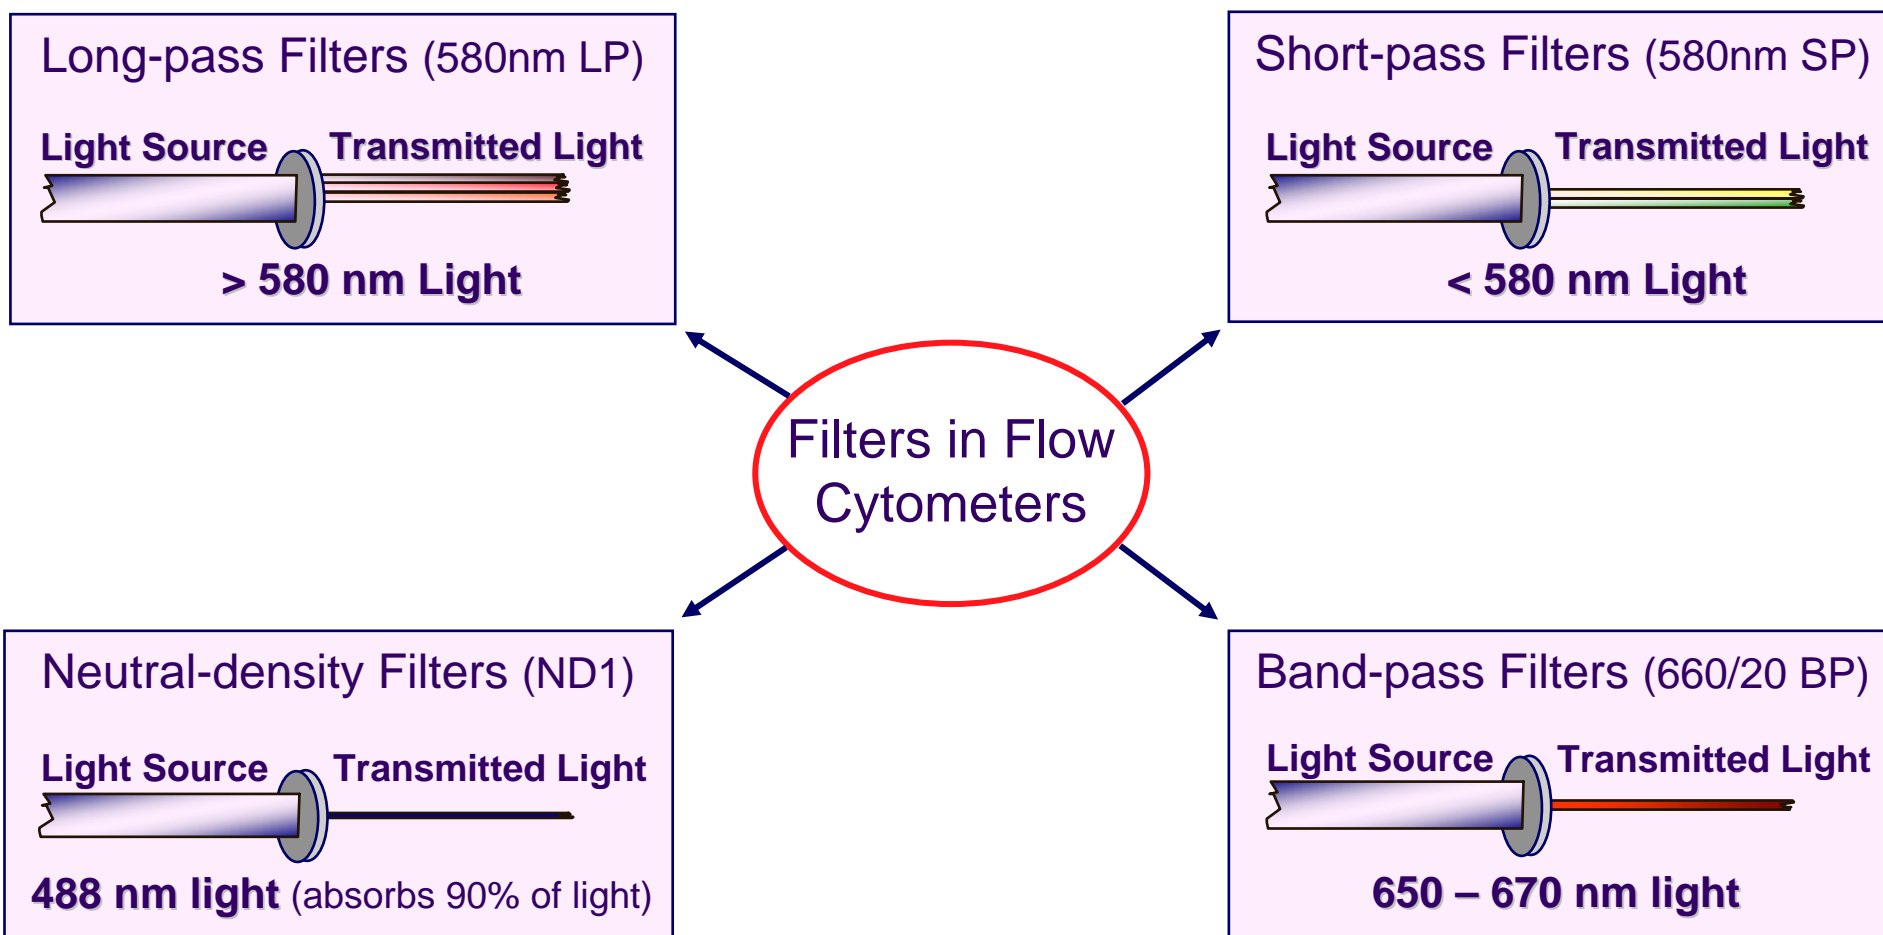 Long-pass Filters (580nm LP)
Light Source Transmitted Light
> 580 nm Light
Short-pass Filters (580nm SP)
Light Source Transmitted Light
< 580 nm Light
Filters in Flow
Cytometers
Neutral-density Filters (ND1)
Light Source Transmitted Light
488 nm light (absorbs 90% of light)
Band-pass Filters (660/20 BP)
Light Source Transmitted Light
650 – 670 nm light